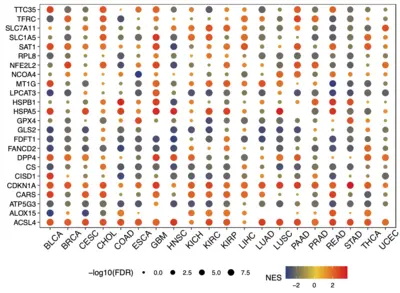 TTC35
TFRC
SLC7A11
SLC1A5
SAT1
RPL8
NFE2L2
NCOA4
MT1G
LPCAT3
HSPB1
HSPA5
GPX4
GLS2
FDFT1
FANCD2
DPP4
CS
CISD1
CDKN1A
CARS
ATP5G3
ALOX15
ACSL4
BLCA BRCA CESC CHOL COAD ESCA GBM HNSC KICH KIRC KIRP LIHC LUAD LUSC PAAD PRAD READ STAD THCA UCEC
-log10(FDR) 0.0 2.5 5.0 7.5 NES
−2 0 2